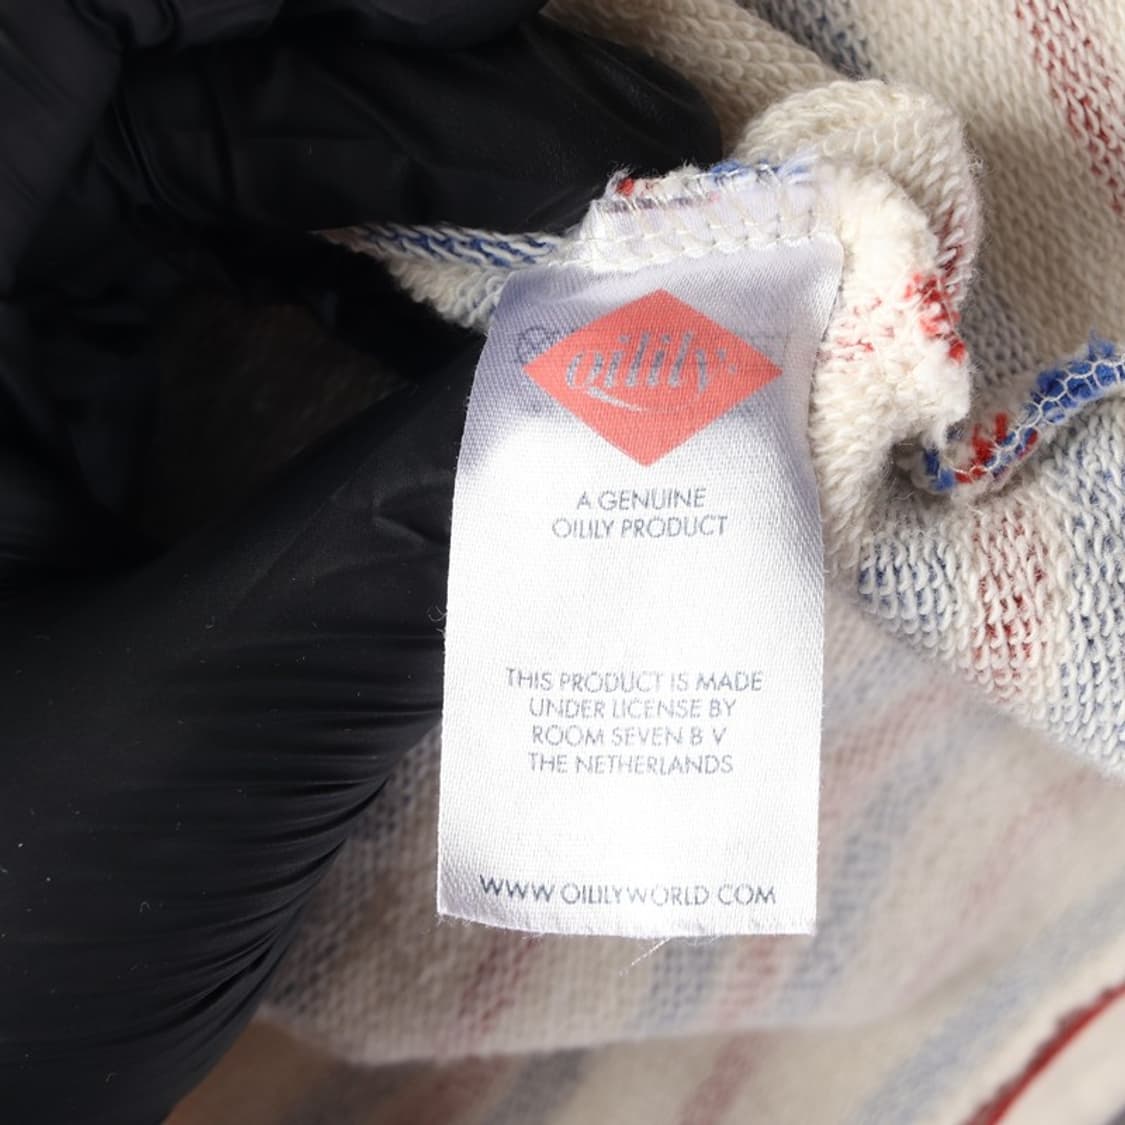 oilily
A GENUINE
OILILY PRODUCT
THIS PRODUCT IS MADE
UNDER LICENSE BY
ROOM SEVEN B V
THE NETHERLANDS
WWW OILILYWORLD COM